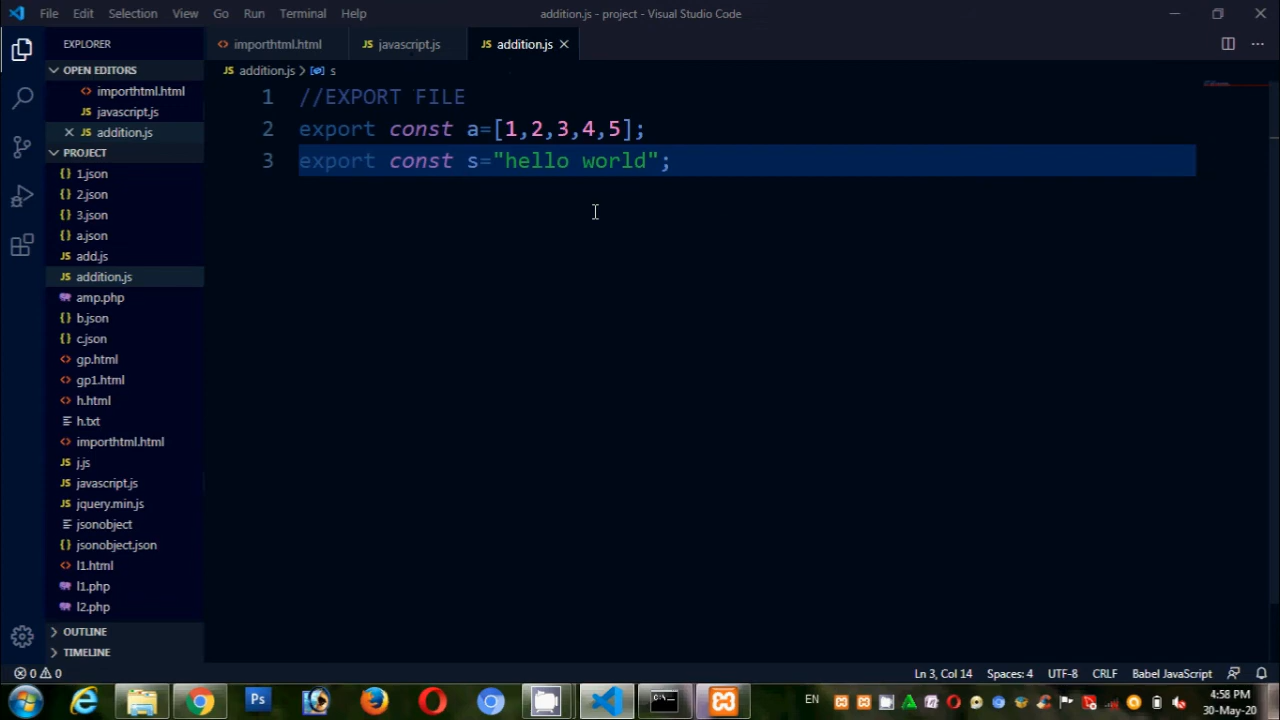 File Edit Selection View Go Run Terminal Help
addition.js - project - Visual Studio Code
EXPLORER
OPEN EDITORS
importhtml.html
javascript.js
addition.js
PROJECT
1.json
2.json
3.json
a.json
add.js
addition.js
amp.php
b.json
c.json
gp.html
gp1.html
h.html
h.txt
importhtml.html
j.js
javascript.js
jquery.min.js
jsonobject
jsonobject.json
l1.html
l1.php
l2.php
OUTLINE
TIMELINE
importhtml.html JS javascript.js JS addition.js
JS addition.js > s
1 //EXPORT FILE
2 export const a=[1,2,3,4,5];
3 export const s="hello world";
0 0 Ln 3, Col 14 Spaces: 4 UTF-8 CRLF Babel JavaScript
Ps
EN
4:58 PM
30-May-20